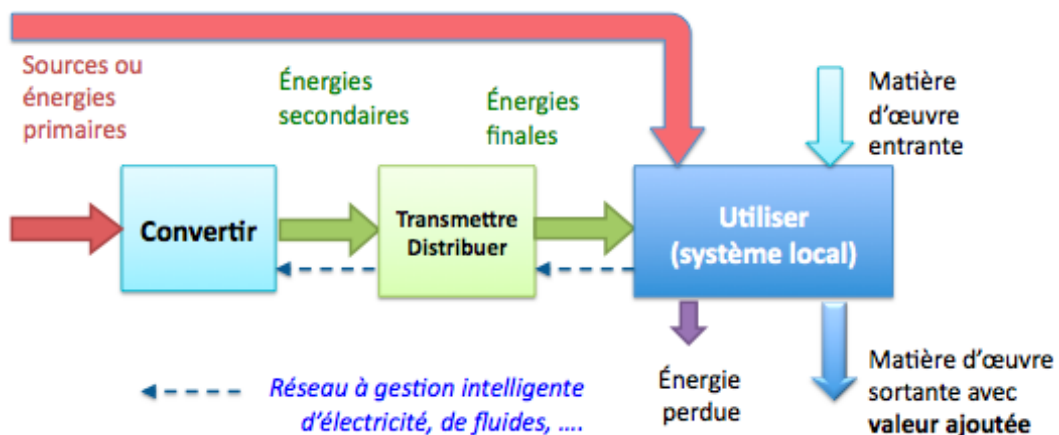 Sources ou
énergies
primaires
Énergies
secondaires
Énergies
finales
Matière
d'œuvre
entrante
Convertir
Transmettre
Distribuer
Utiliser
(système local)
Réseau à gestion intelligente
d'électricité, de fluides, ....
Énergie
perdue
Matière d'œuvre
sortante avec
valeur ajoutée